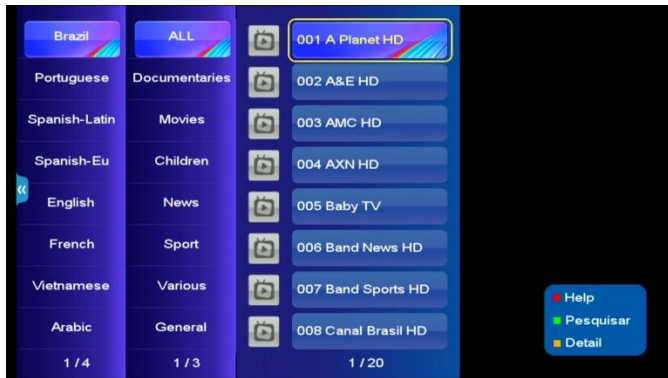 Brazil
Portuguese
Spanish-Latin
Spanish-Eu
English
French
Vietnamese
Arabic
1/4
ALL
Documentaries
Movies
Children
News
Sport
Various
General
1/3
001 A Planet HD
002 A&E HD
003 AMC HD
004 AXN HD
005 Baby TV
006 Band News HD
007 Band Sports HD
008 Canal Brasil HD
1/20
Help
Pesquisar
Detail